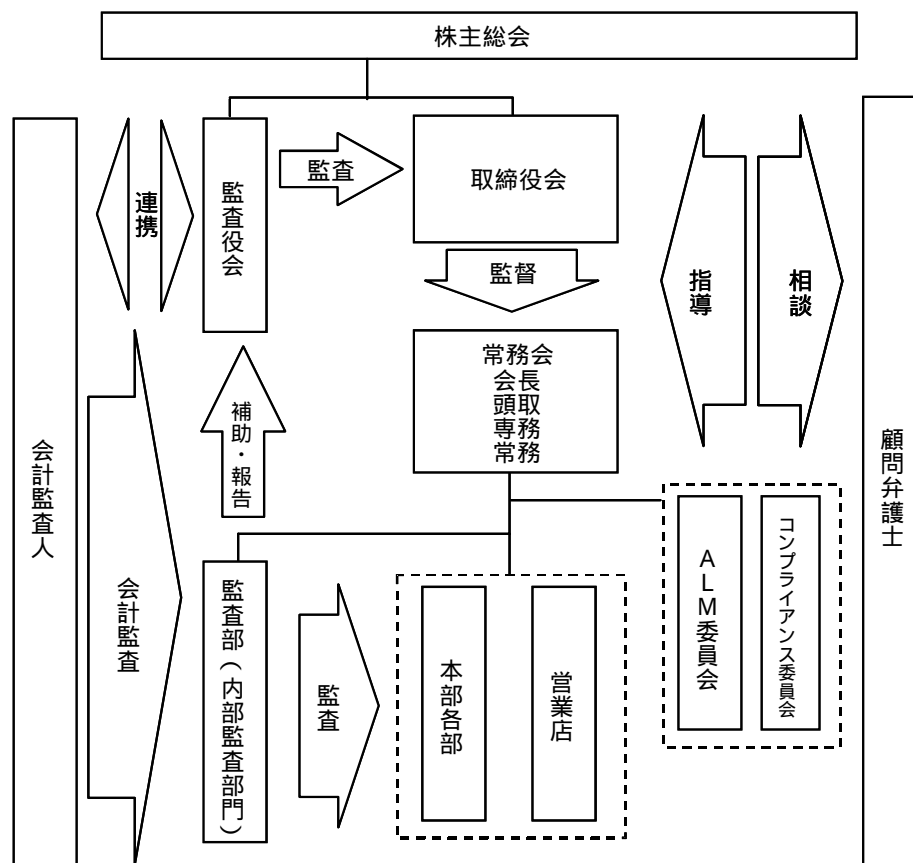 株主総会
監査役会
監査
取締役会
連携
監督
指導
相談
常務会
会長
頭取
専務
常務
補助・報告
会計監査人
顧問弁護士
会計監査
監査部(内部監査部門)
監査
本部各部
営業店
ALM委員会
コンプライアンス委員会